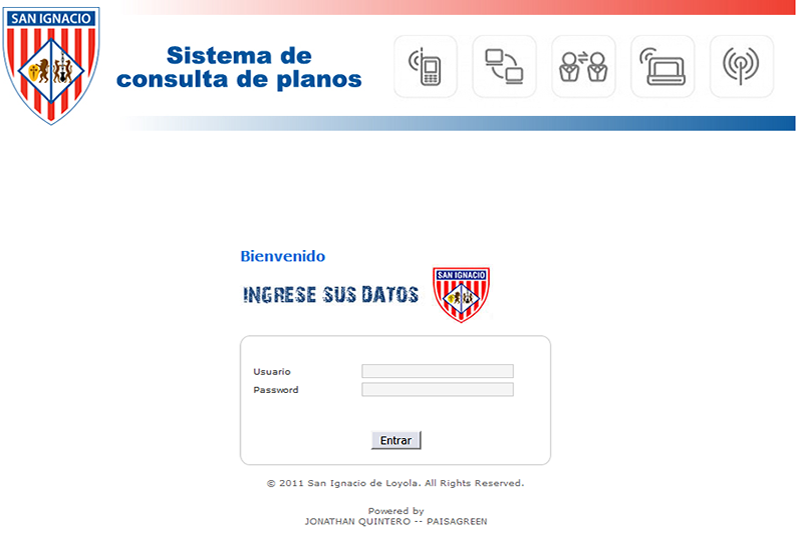 SAN IGNACIO
Sistema de
consulta de planos
Bienvenido
INGRESE SUS DATOS
SAN IGNACIO
Usuario
Password
Entrar
© 2011 San Ignacio de Loyola. All Rights Reserved.
Powered by
JONATHAN QUINTERO -- PAISAGREEN